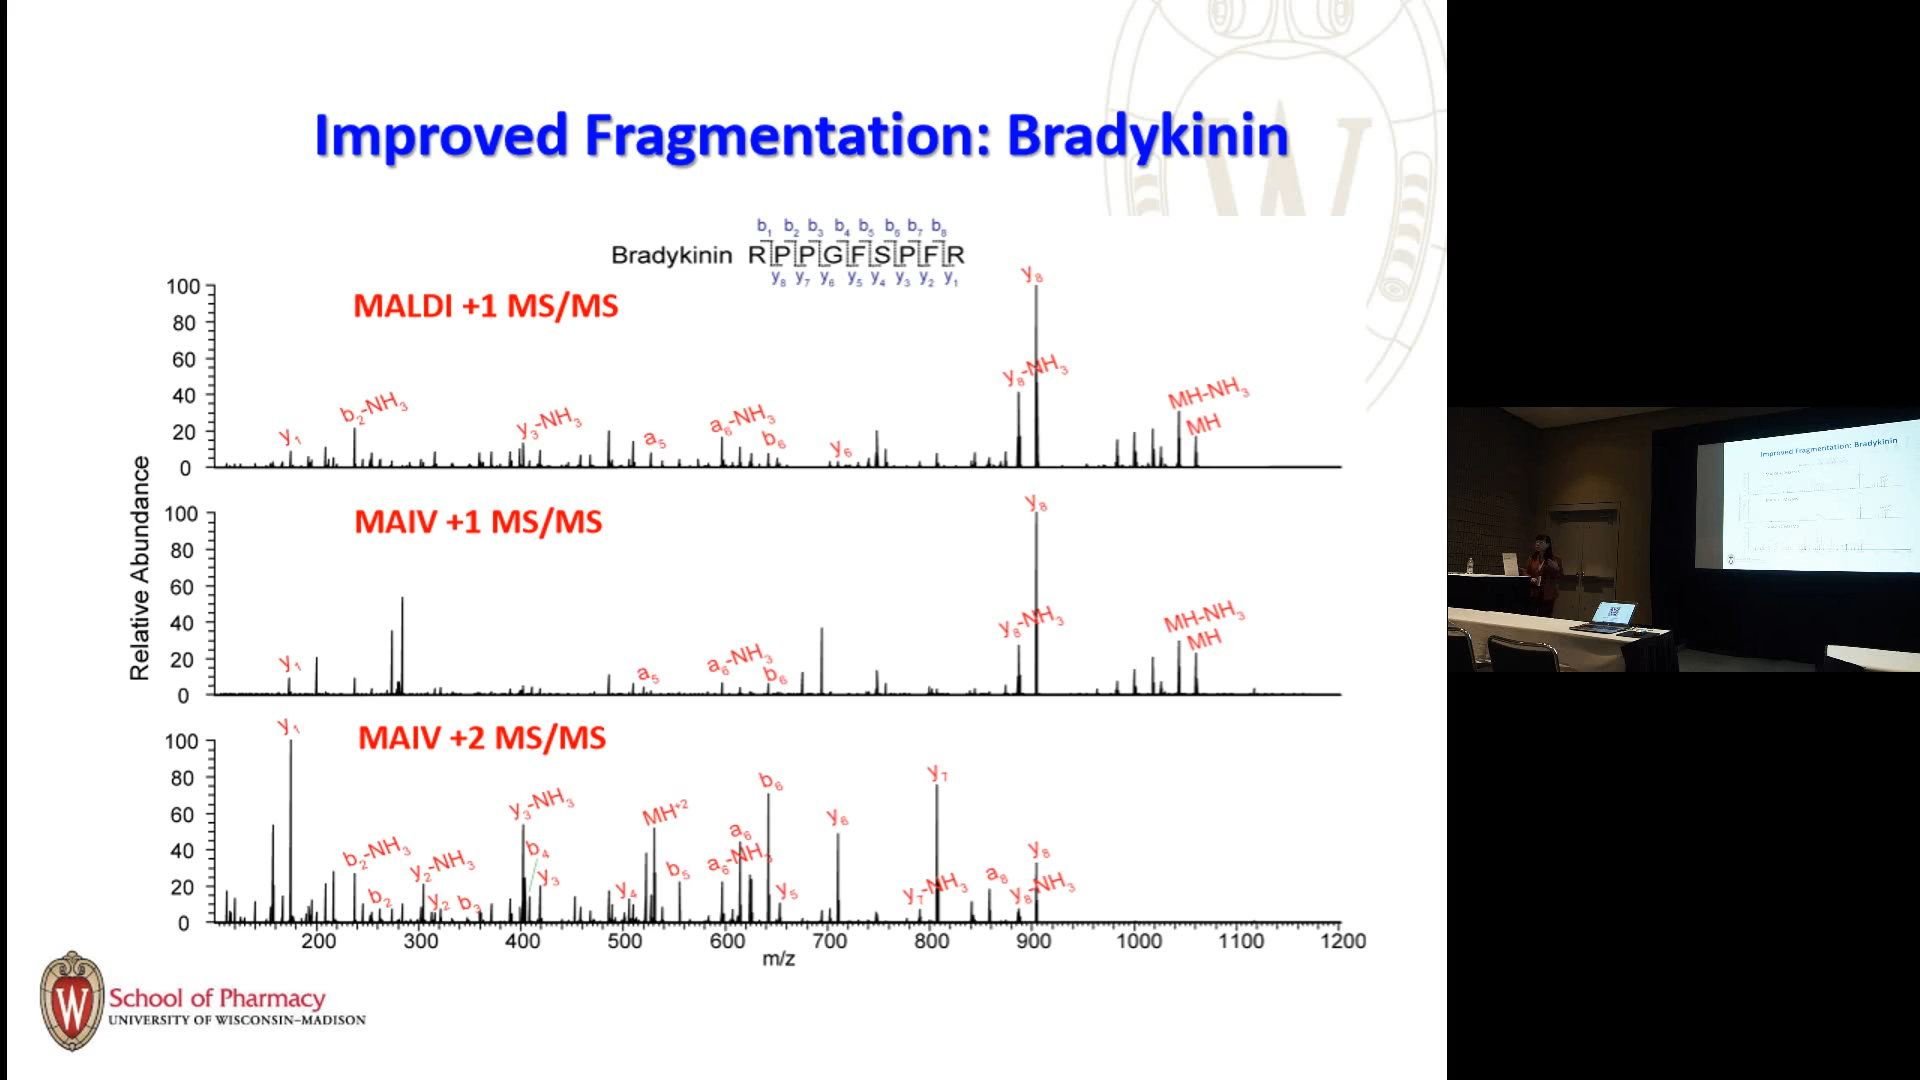 Improved Fragmentation: Bradykinin
b1 b2 b3 b4 b5 b6 b7 b8
Bradykinin RPPGFSPFR
y8 y7 y6 y5 y4 y3 y2 y1
MALDI +1 MS/MS
100
80
60
40
20
0
y1
b2-NH3
y3-NH3
a5
a6-NH3
b6
y6
y8-NH3
y8
MH-NH3
MH
Relative Abundance
MAIV +1 MS/MS
100
80
60
40
20
0
y1
a5
a6-NH3
b6
y8-NH3
y8
MH-NH3
MH
MAIV +2 MS/MS
100
80
60
40
20
0
y1
b2-NH3
b2
y2-NH3
y2
b3
y3-NH3
b4
y3
y4
MH+2
b5
a6-NH3
a6
b6
y5
y6
y7-NH3
y7
a8
y8-NH3
y8
200 300 400 500 600 700 800 900 1000 1100 1200
m/z
W
School of Pharmacy
UNIVERSITY OF WISCONSIN–MADISON
Improved Fragmentation: Bradykinin